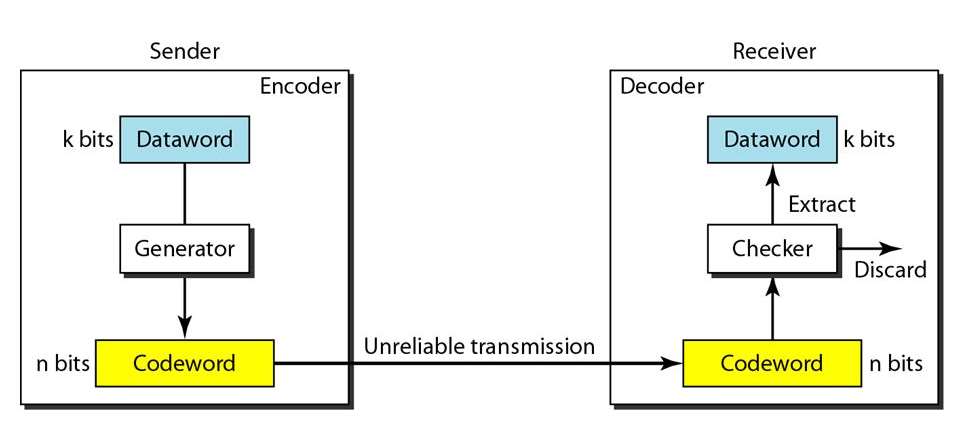 Sender
Receiver
Encoder
Decoder
k bits
Dataword
Dataword
k bits
Extract
Generator
Checker
Discard
Unreliable transmission
n bits
Codeword
Codeword
n bits